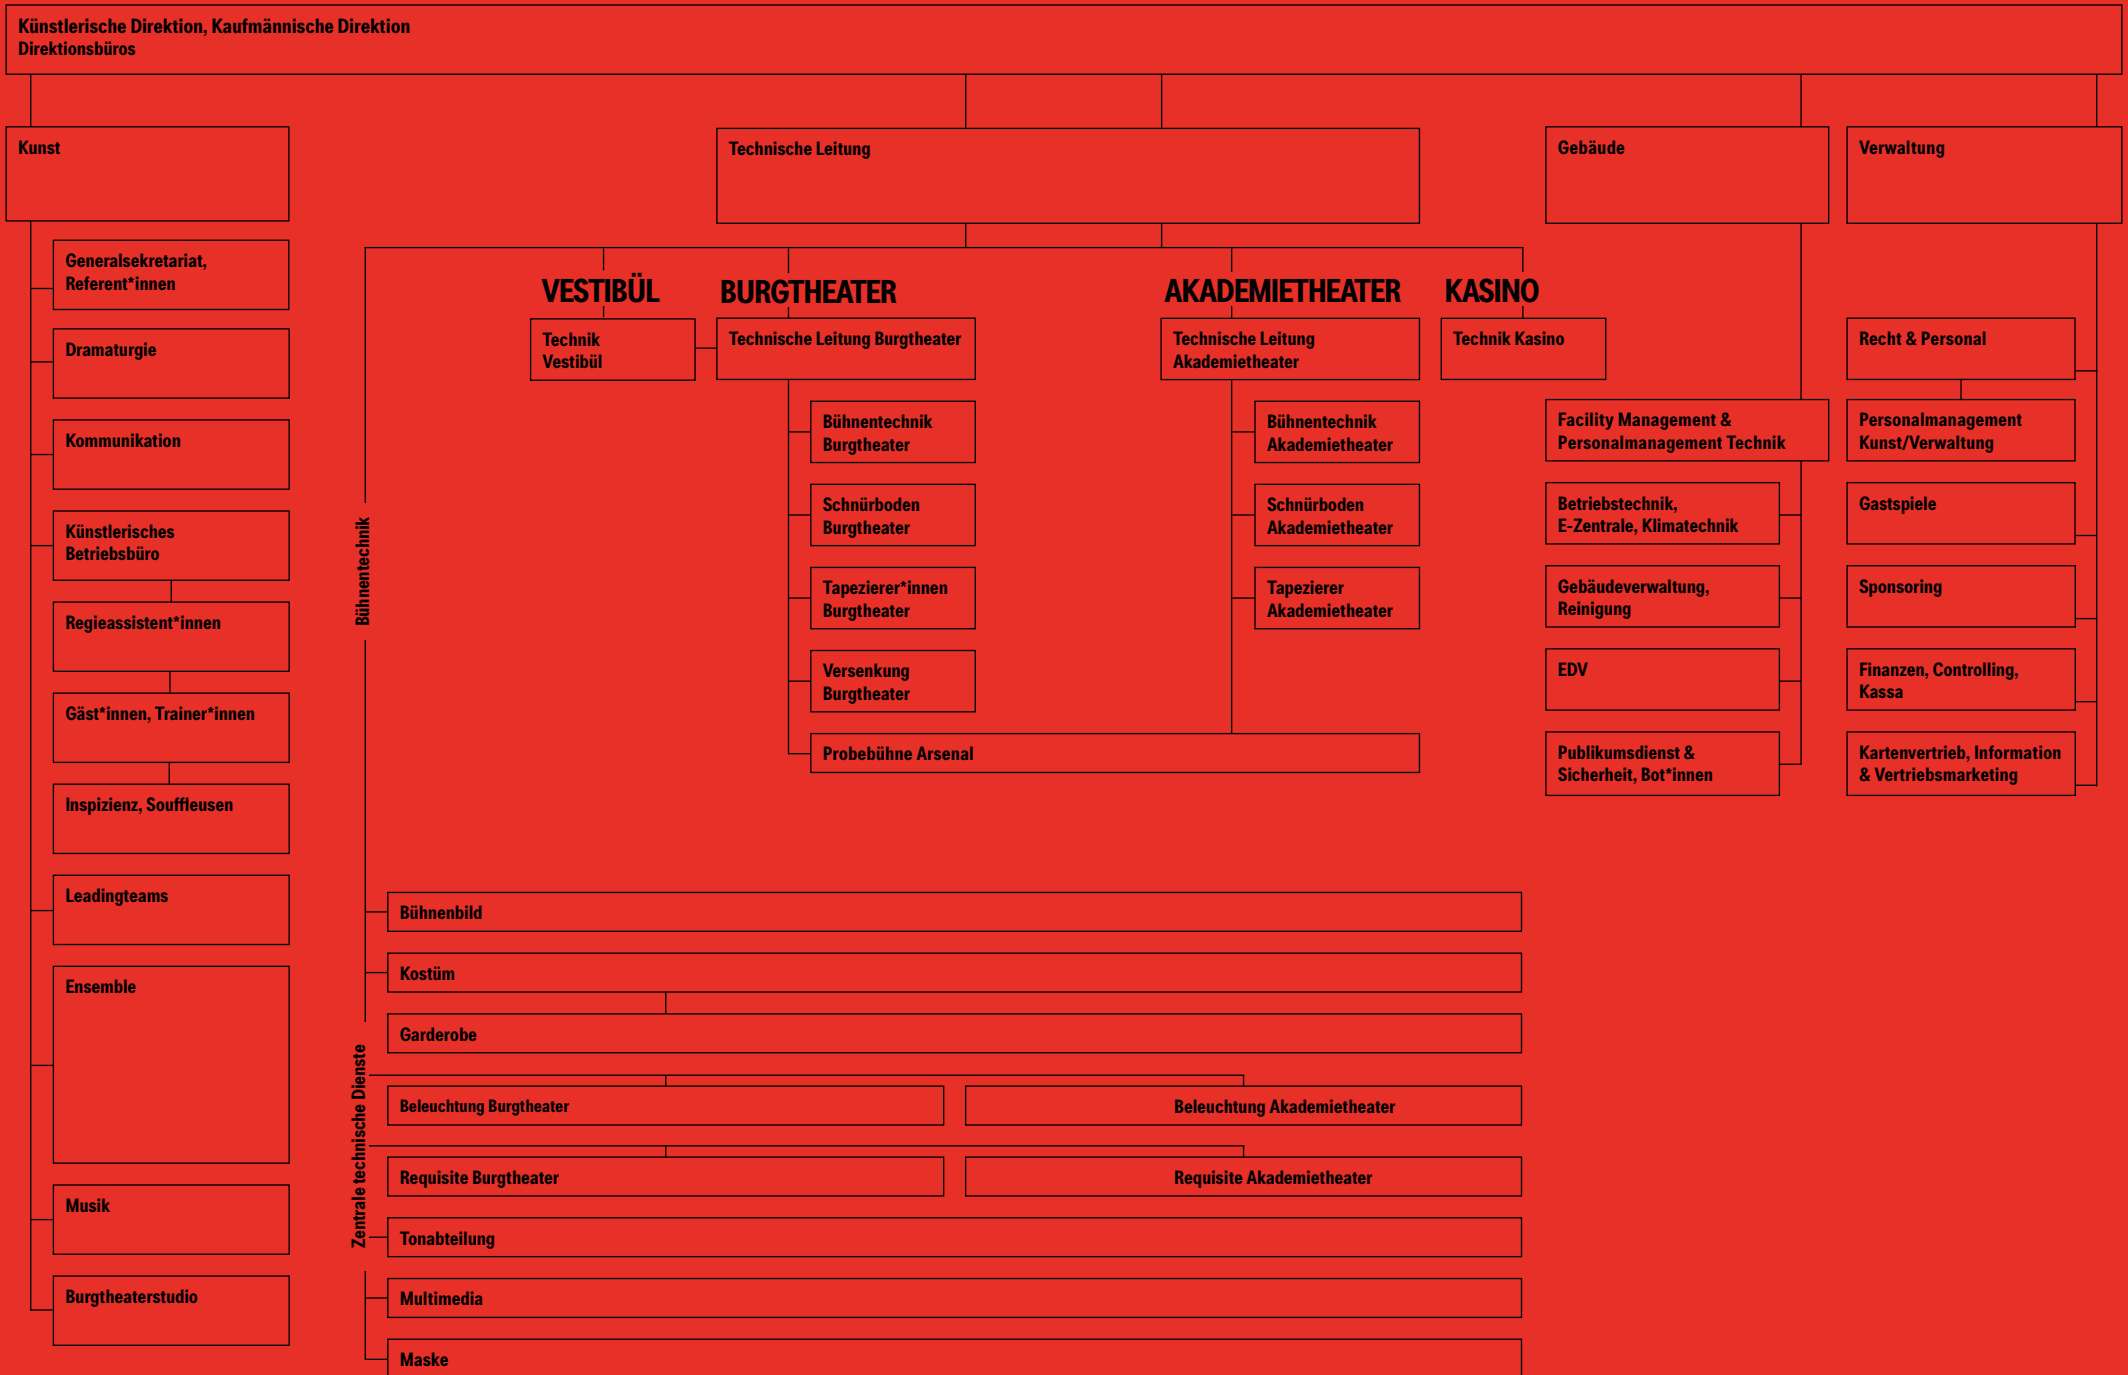 Künstlerische Direktion, Kaufmännische Direktion
Direktionsbüros
Kunst
Generalsekretariat,
Referent*innen
Dramaturgie
Kommunikation
Künstlerisches
Betriebsbüro
Regieassistent*innen
Gäst*innen, Trainer*innen
Inspizienz, Souffleusen
Leadingteams
Ensemble
Musik
Burgtheaterstudio
Technische Leitung
Bühnentechnik
VESTIBÜL
Technik
Vestibül
BURGTHEATER
Technische Leitung Burgtheater
Bühnentechnik
Burgtheater
Schnürboden
Burgtheater
Tapezierer*innen
Burgtheater
Versenkung
Burgtheater
Probebühne Arsenal
AKADEMIETHEATER
Technische Leitung
Akademietheater
Bühnentechnik
Akademietheater
Schnürboden
Akademietheater
Tapezierer
Akademietheater
KASINO
Technik Kasino
Zentrale technische Dienste
Bühnenbild
Kostüm
Garderobe
Beleuchtung Burgtheater
Beleuchtung Akademietheater
Requisite Burgtheater
Requisite Akademietheater
Tonabteilung
Multimedia
Maske
Gebäude
Facility Management &
Personalmanagement Technik
Betriebstechnik,
E-Zentrale, Klimatechnik
Gebäudeverwaltung,
Reinigung
EDV
Publikumsdienst &
Sicherheit, Bot*innen
Verwaltung
Recht & Personal
Personalmanagement
Kunst/Verwaltung
Gastspiele
Sponsoring
Finanzen, Controlling,
Kassa
Kartenvertrieb, Information
& Vertriebsmarketing